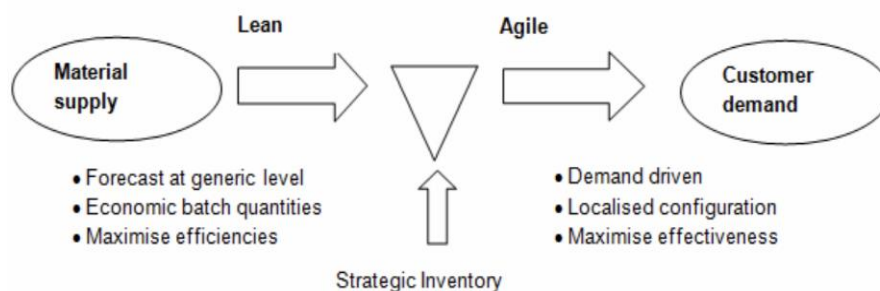 Lean
Agile
Material
supply
Customer
demand
• Forecast at generic level
• Economic batch quantities
• Maximise efficiencies
• Demand driven
• Localised configuration
• Maximise effectiveness
Strategic Inventory